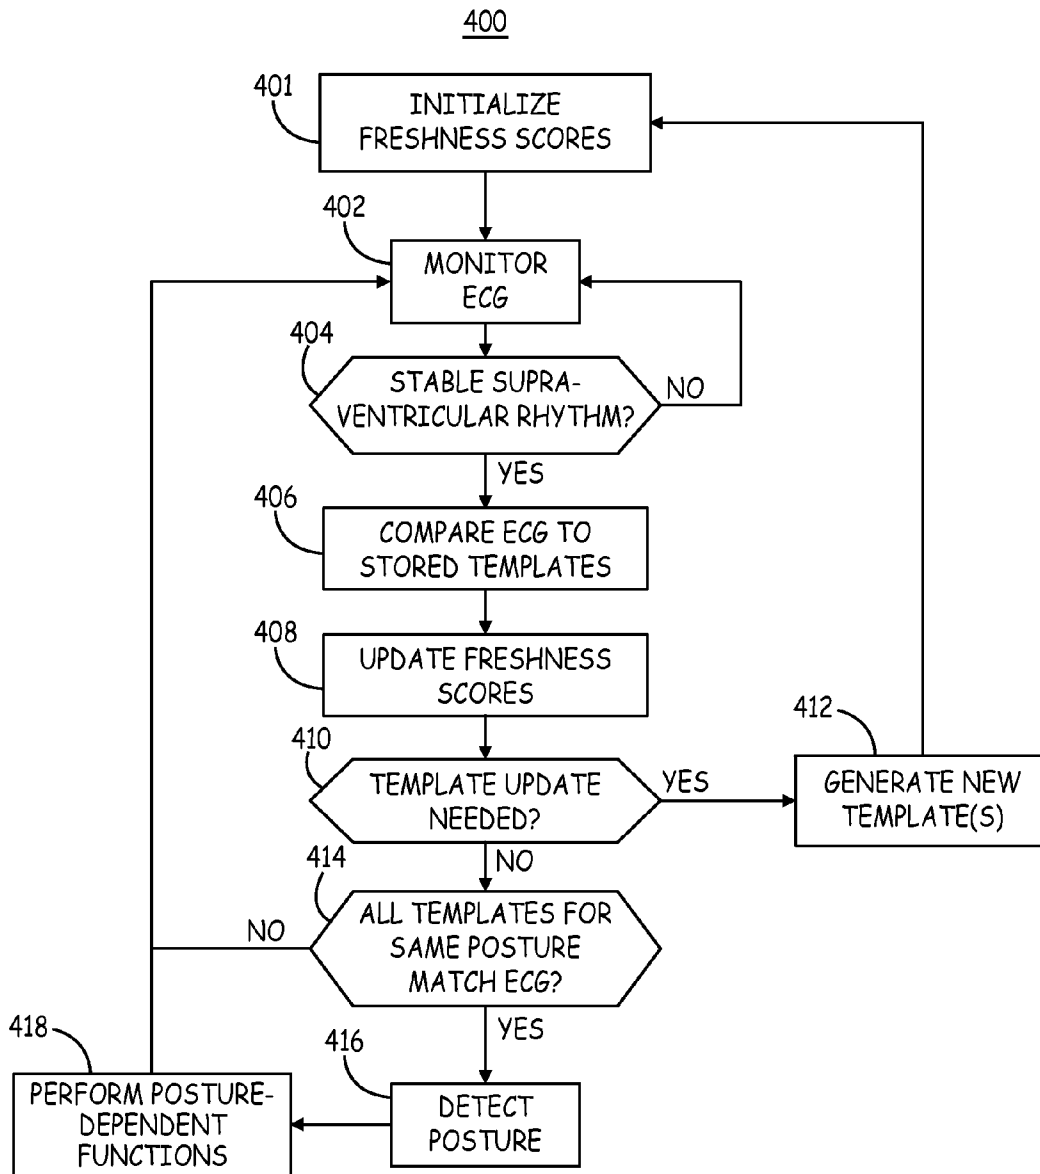 400
401
INITIALIZE
FRESHNESS SCORES
402
MONITOR
ECG
404
STABLE SUPRA-
VENTRICULAR RHYTHM?
NO
YES
406
COMPARE ECG TO
STORED TEMPLATES
408
UPDATE FRESHNESS
SCORES
410
TEMPLATE UPDATE
NEEDED?
YES
412
GENERATE NEW
TEMPLATE(S)
NO
414
ALL TEMPLATES FOR
SAME POSTURE
MATCH ECG?
NO
YES
416
DETECT
POSTURE
418
PERFORM POSTURE-
DEPENDENT
FUNCTIONS